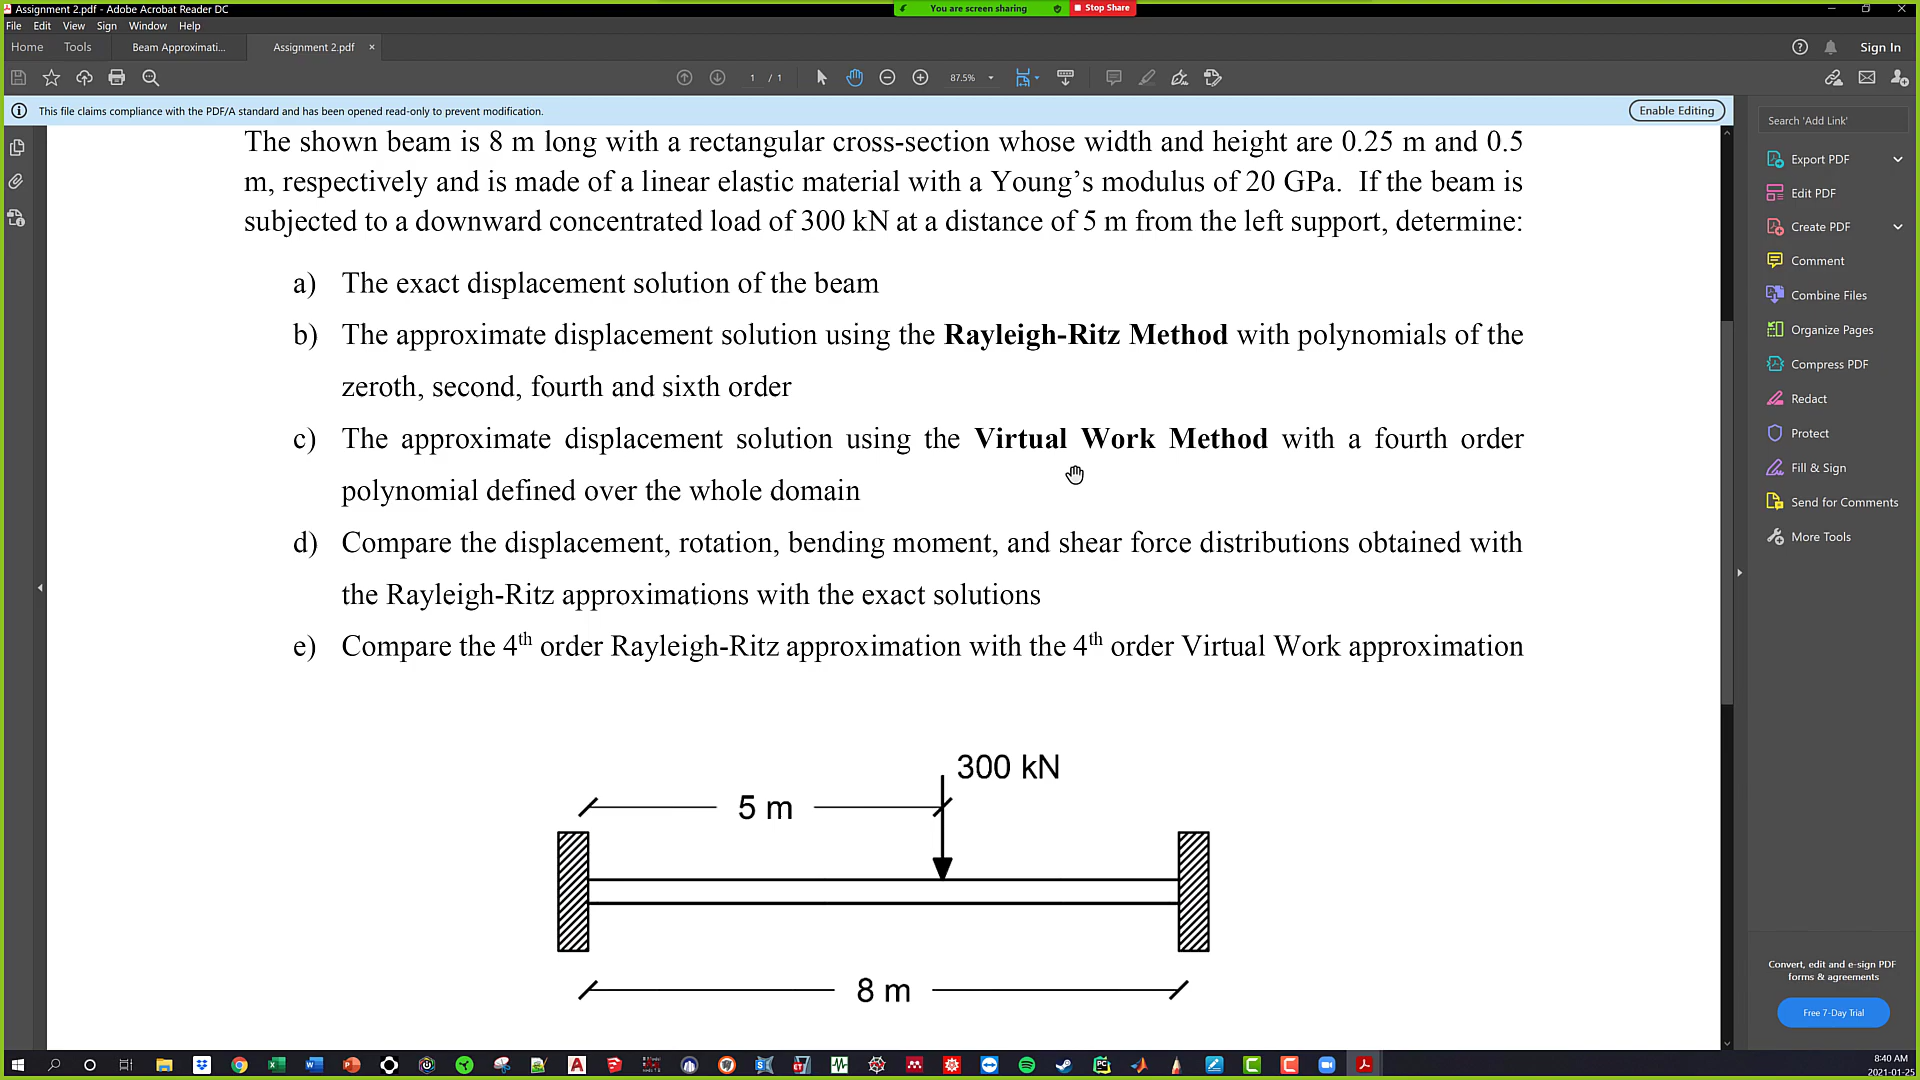 Assignment 2.pdf - Adobe Acrobat Reader DC
You are screen sharing
Stop Share
File Edit View Sign Window Help
Home Tools Beam Approximati... Assignment 2.pdf × Sign In
1 / 1 87.5%
This file claims compliance with the PDF/A standard and has been opened read-only to prevent modification.
Enable Editing
The shown beam is 8 m long with a rectangular cross-section whose width and height are 0.25 m and 0.5
m, respectively and is made of a linear elastic material with a Young's modulus of 20 GPa. If the beam is
subjected to a downward concentrated load of 300 kN at a distance of 5 m from the left support, determine:
a) The exact displacement solution of the beam
b) The approximate displacement solution using the Rayleigh-Ritz Method with polynomials of the
zeroth, second, fourth and sixth order
c) The approximate displacement solution using the Virtual Work Method with a fourth order
polynomial defined over the whole domain
d) Compare the displacement, rotation, bending moment, and shear force distributions obtained with
the Rayleigh-Ritz approximations with the exact solutions
e) Compare the 4th order Rayleigh-Ritz approximation with the 4th order Virtual Work approximation
300 kN
5 m
8 m
Search 'Add Link'
Export PDF
Edit PDF
Create PDF
Comment
Combine Files
Organize Pages
Compress PDF
Redact
Protect
Fill & Sign
Send for Comments
More Tools
Convert, edit and e-sign PDF
forms & agreements
Free 7-Day Trial
8:40 AM
2021-01-25